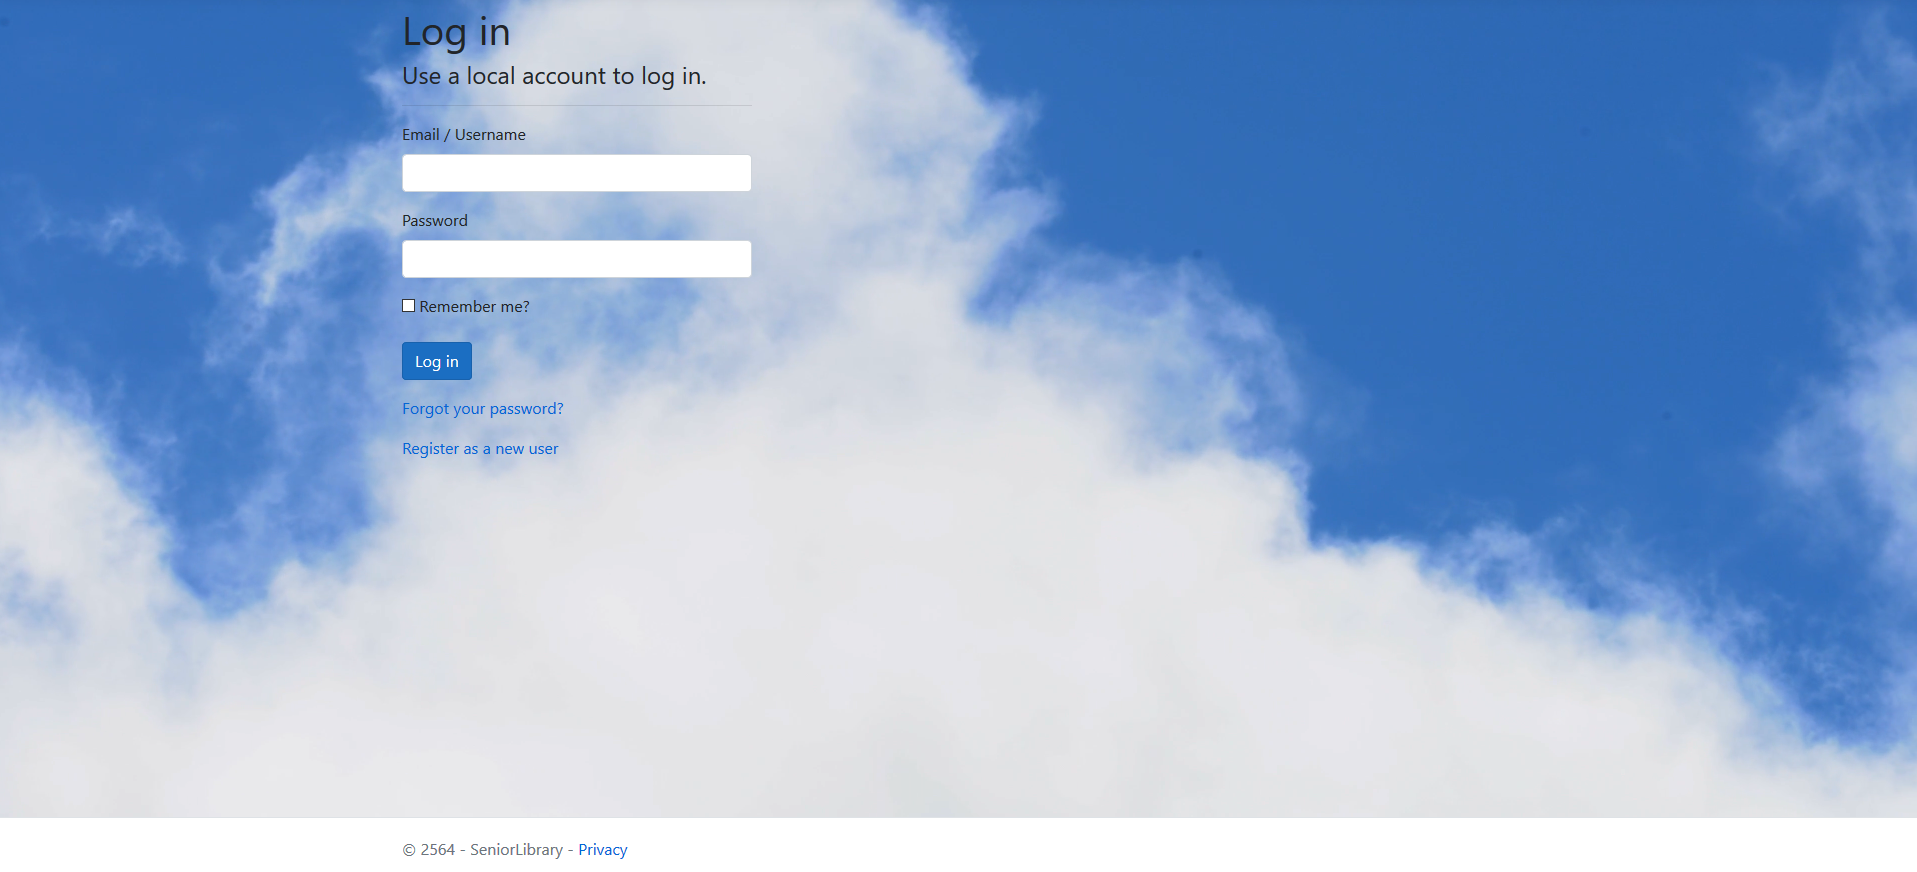 Log in
Use a local account to log in.
Email / Username
Password
Remember me?
Log in
Forgot your password?
Register as a new user
© 2564 - SeniorLibrary - Privacy